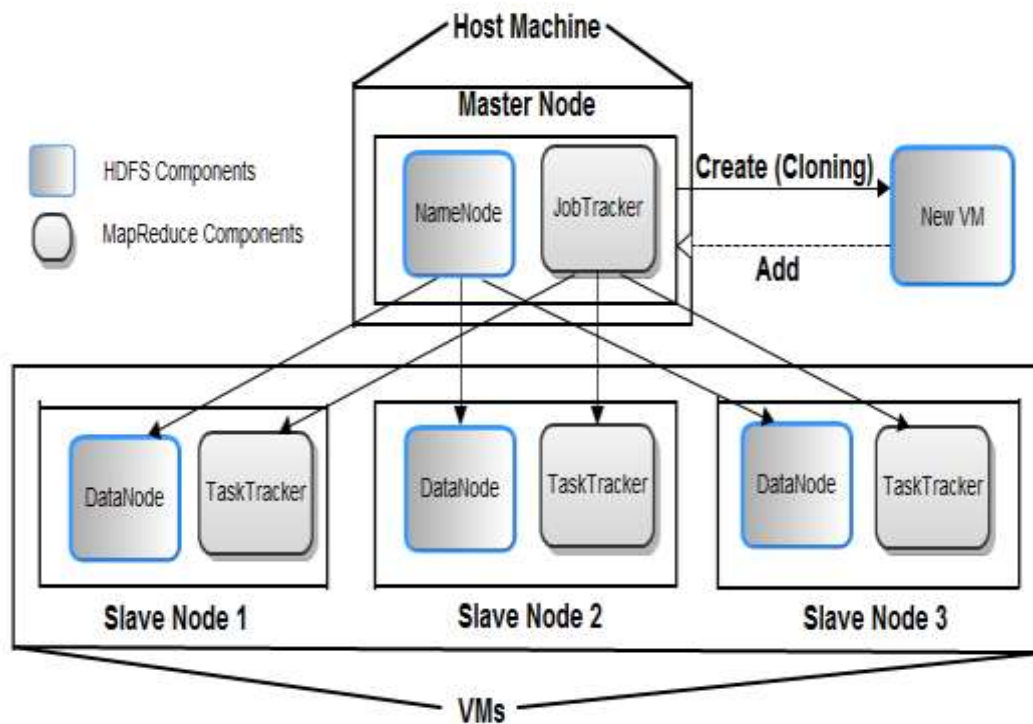 Host Machine
Master Node
HDFS Components
MapReduce Components
NameNode
JobTracker
Create (Cloning)
New VM
Add
DataNode
TaskTracker
DataNode
TaskTracker
DataNode
TaskTracker
Slave Node 1
Slave Node 2
Slave Node 3
VMs